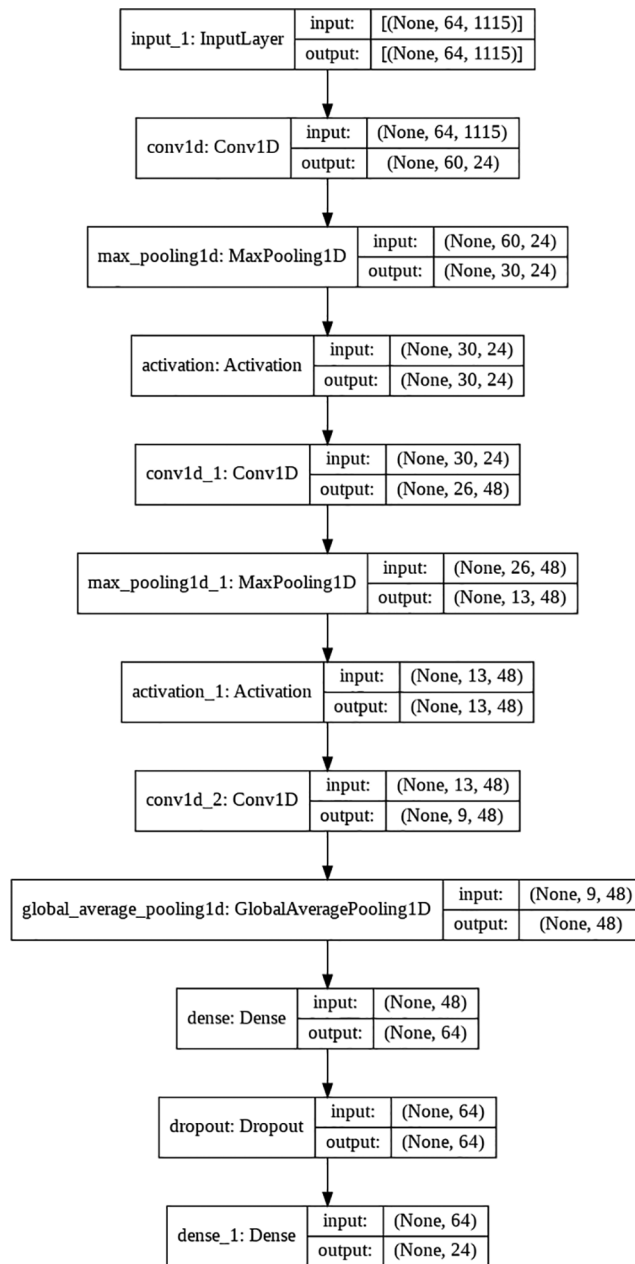 input_1: InputLayer
input: [(None, 64, 1115)]
output: [(None, 64, 1115)]
conv1d: Conv1D
input: (None, 64, 1115)
output: (None, 60, 24)
max_pooling1d: MaxPooling1D
input: (None, 60, 24)
output: (None, 30, 24)
activation: Activation
input: (None, 30, 24)
output: (None, 30, 24)
conv1d_1: Conv1D
input: (None, 30, 24)
output: (None, 26, 48)
max_pooling1d_1: MaxPooling1D
input: (None, 26, 48)
output: (None, 13, 48)
activation_1: Activation
input: (None, 13, 48)
output: (None, 13, 48)
conv1d_2: Conv1D
input: (None, 13, 48)
output: (None, 9, 48)
global_average_pooling1d: GlobalAveragePooling1D
input: (None, 9, 48)
output: (None, 48)
dense: Dense
input: (None, 48)
output: (None, 64)
dropout: Dropout
input: (None, 64)
output: (None, 64)
dense_1: Dense
input: (None, 64)
output: (None, 24)